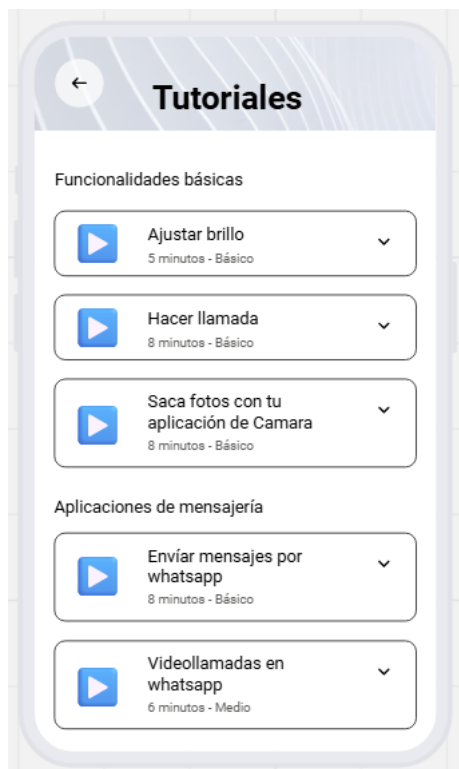 Tutoriales
Funcionalidades básicas
Ajustar brillo
5 minutos - Básico
Hacer llamada
8 minutos - Básico
Saca fotos con tu
aplicación de Camara
8 minutos - Básico
Aplicaciones de mensajería
Envíar mensajes por
whatsapp
8 minutos - Básico
Videollamadas en
whatsapp
6 minutos - Medio